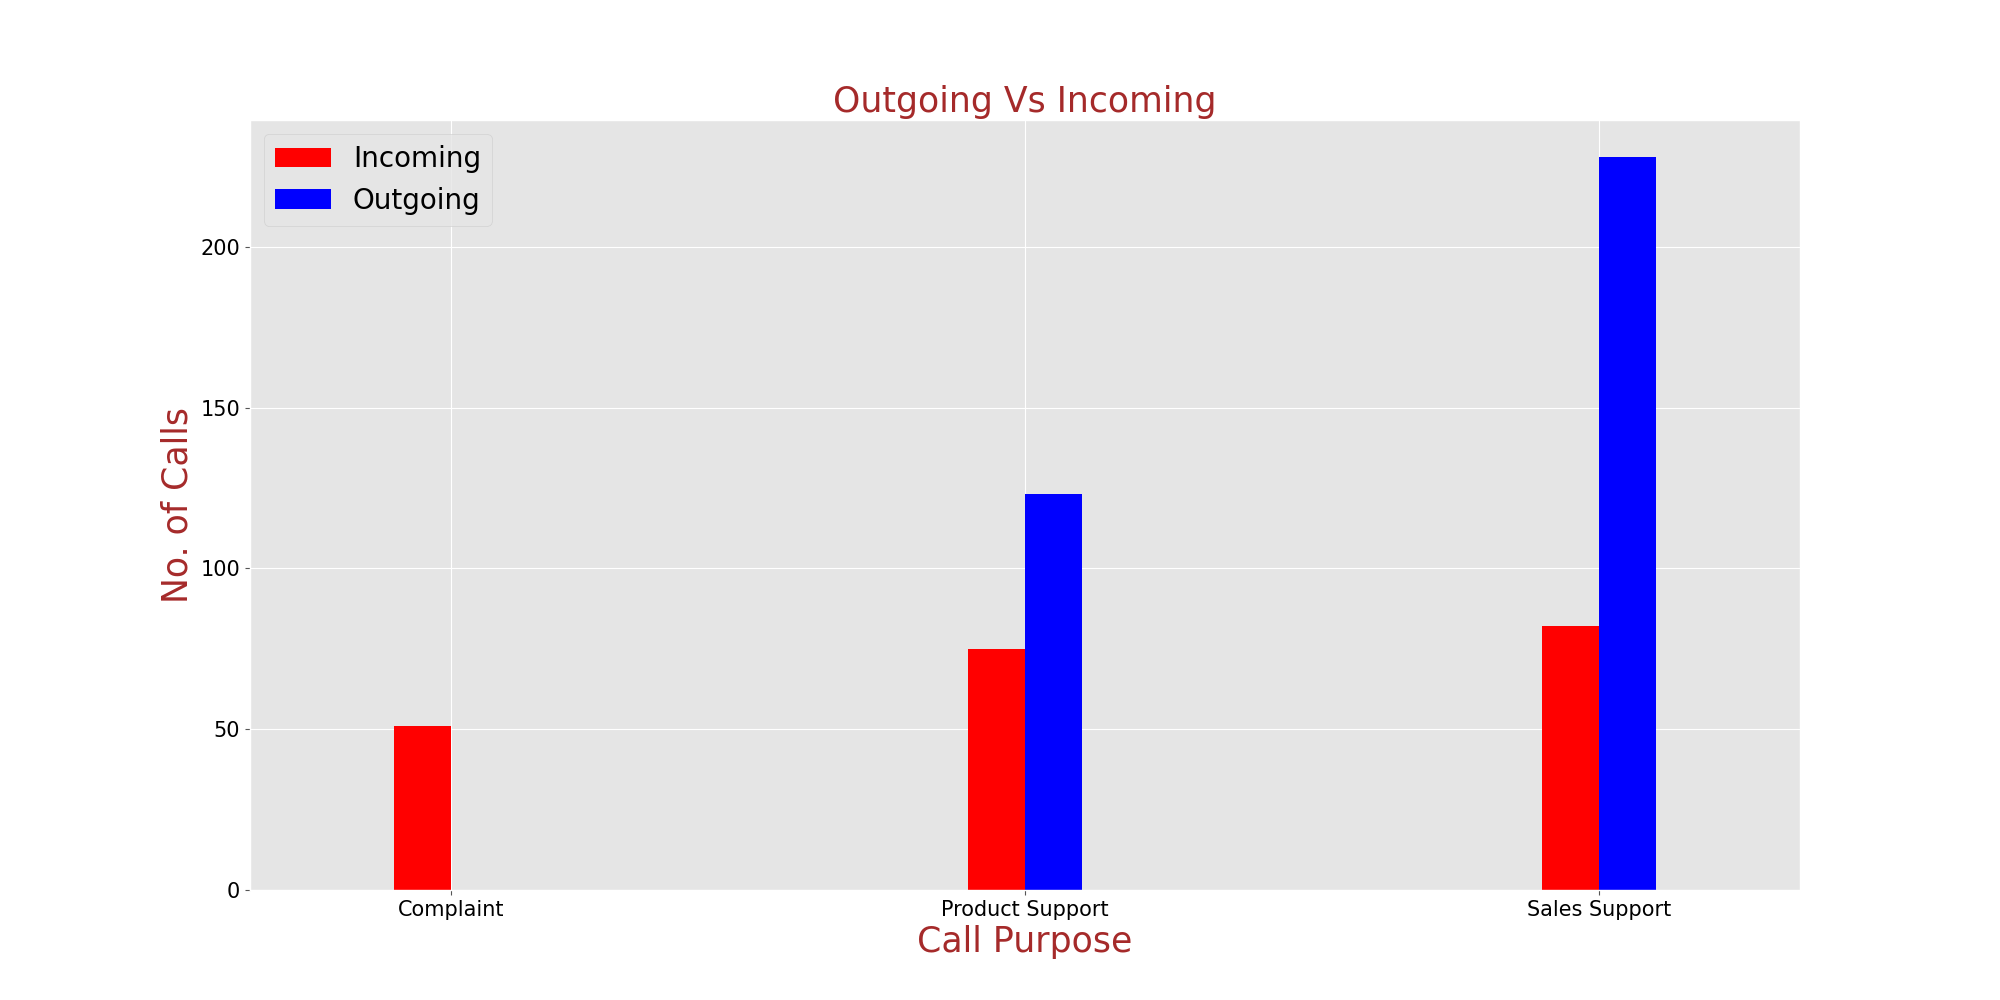 Outgoing Vs Incoming
Incoming
Outgoing
200
150
100
50
0
No. of Calls
Complaint
Product Support
Sales Support
Call Purpose